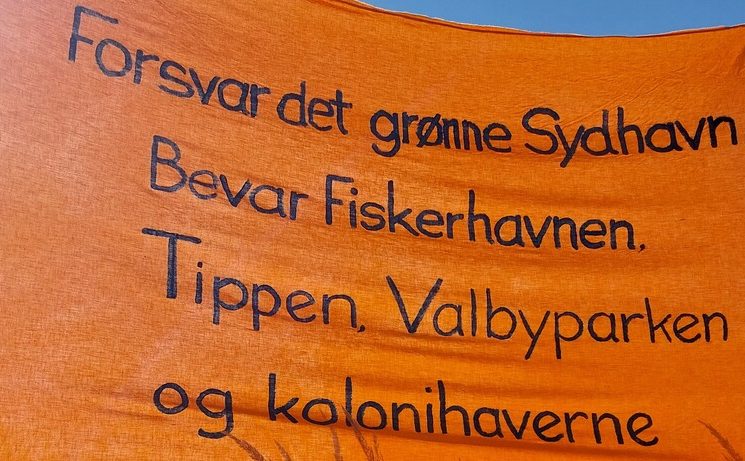 Forsvar det grønne Sydhavn
Bevar Fiskerhavnen,
Tippen, Valbyparken
og kolonihaverne